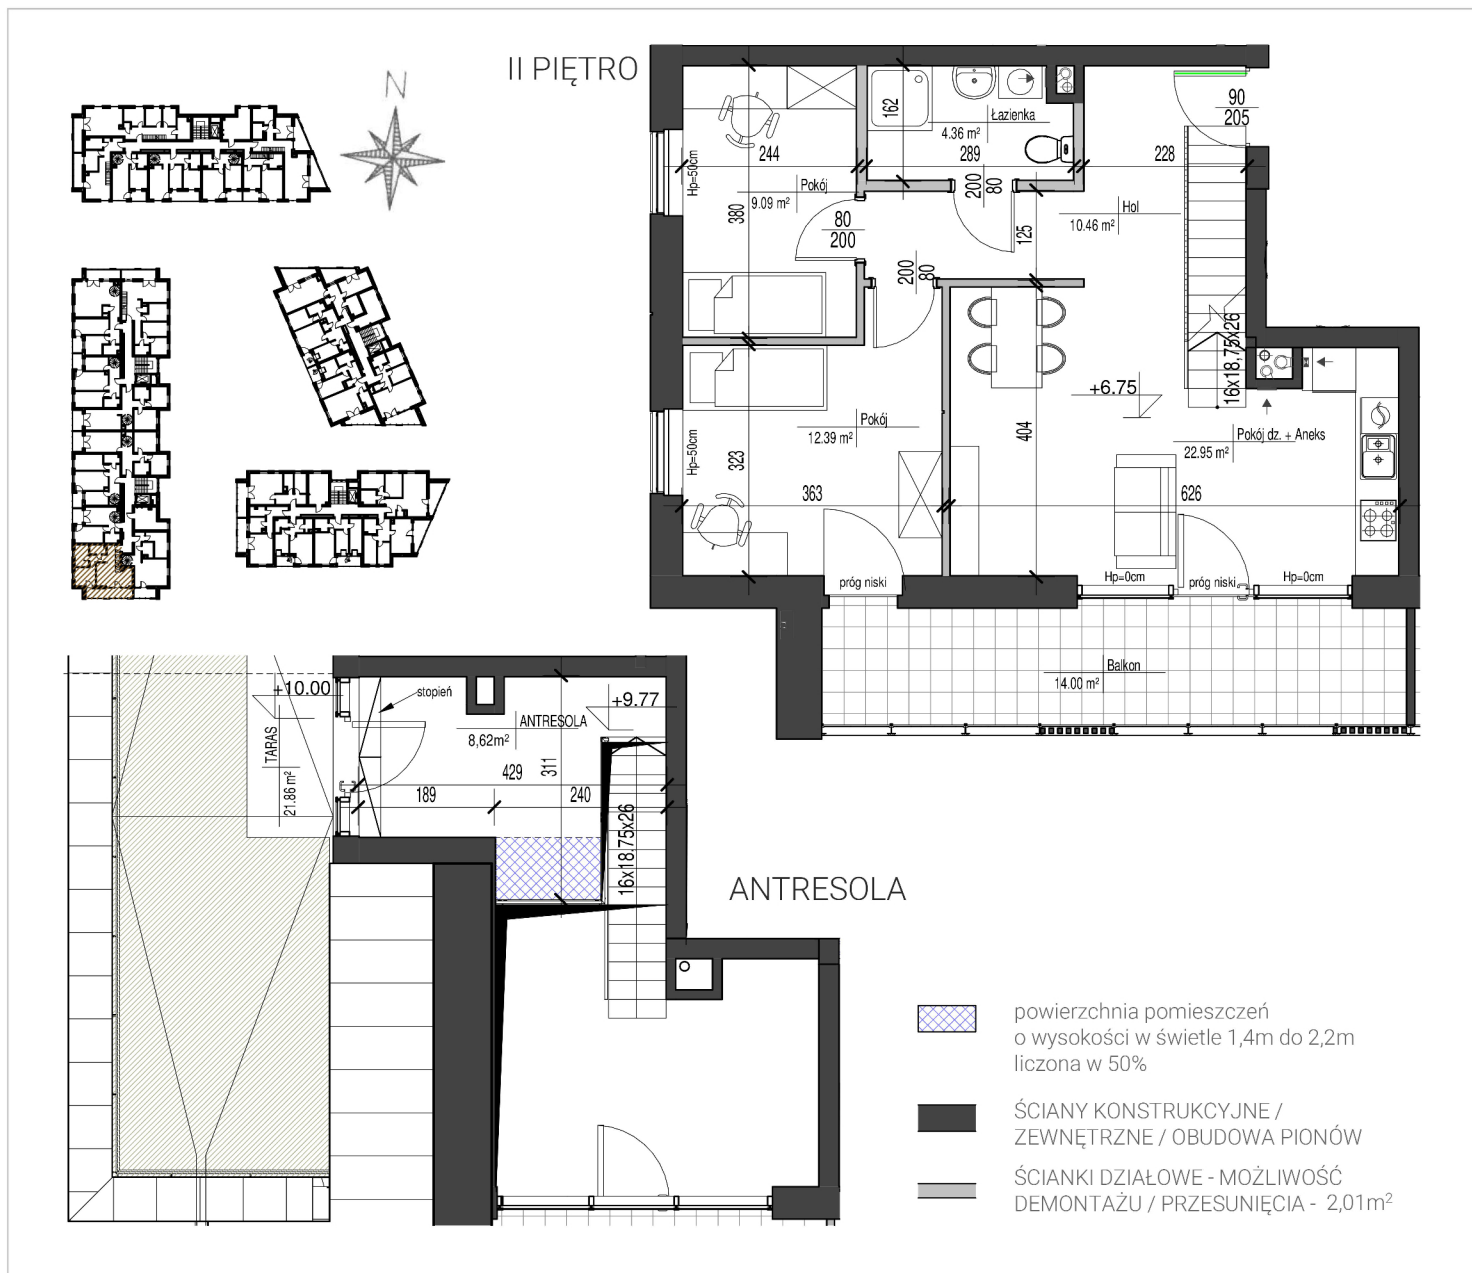 II PIĘTRO
N
90
205
162
Łazienka
4.36 m²
244
289
228
Hp=50cm
Pokój
9.09 m²
200
80
380
Hol
10.46 m²
80
200
125
200
80
16x18,75x26
+6.75
Pokój
12.39 m²
404
Pokój dz. + Aneks
22.95 m²
Hp=50cm
323
363
626
próg niski
Hp=0cm
próg niski
Hp=0cm
Balkon
14.00 m²
+10.00
stopień
+9.77
ANTRESOLA
8,62m²
TARAS
21.86 m²
429
311
189
240
16x18.75x26
ANTRESOLA
powierzchnia pomieszczeń
o wysokości w świetle 1,4m do 2,2m
liczona w 50%
ŚCIANY KONSTRUKCYJNE /
ZEWNĘTRZNE / OBUDOWA PIONÓW
ŚCIANKI DZIAŁOWE - MOŻLIWOŚĆ
DEMONTAŻU / PRZESUNIĘCIA - 2,01m²